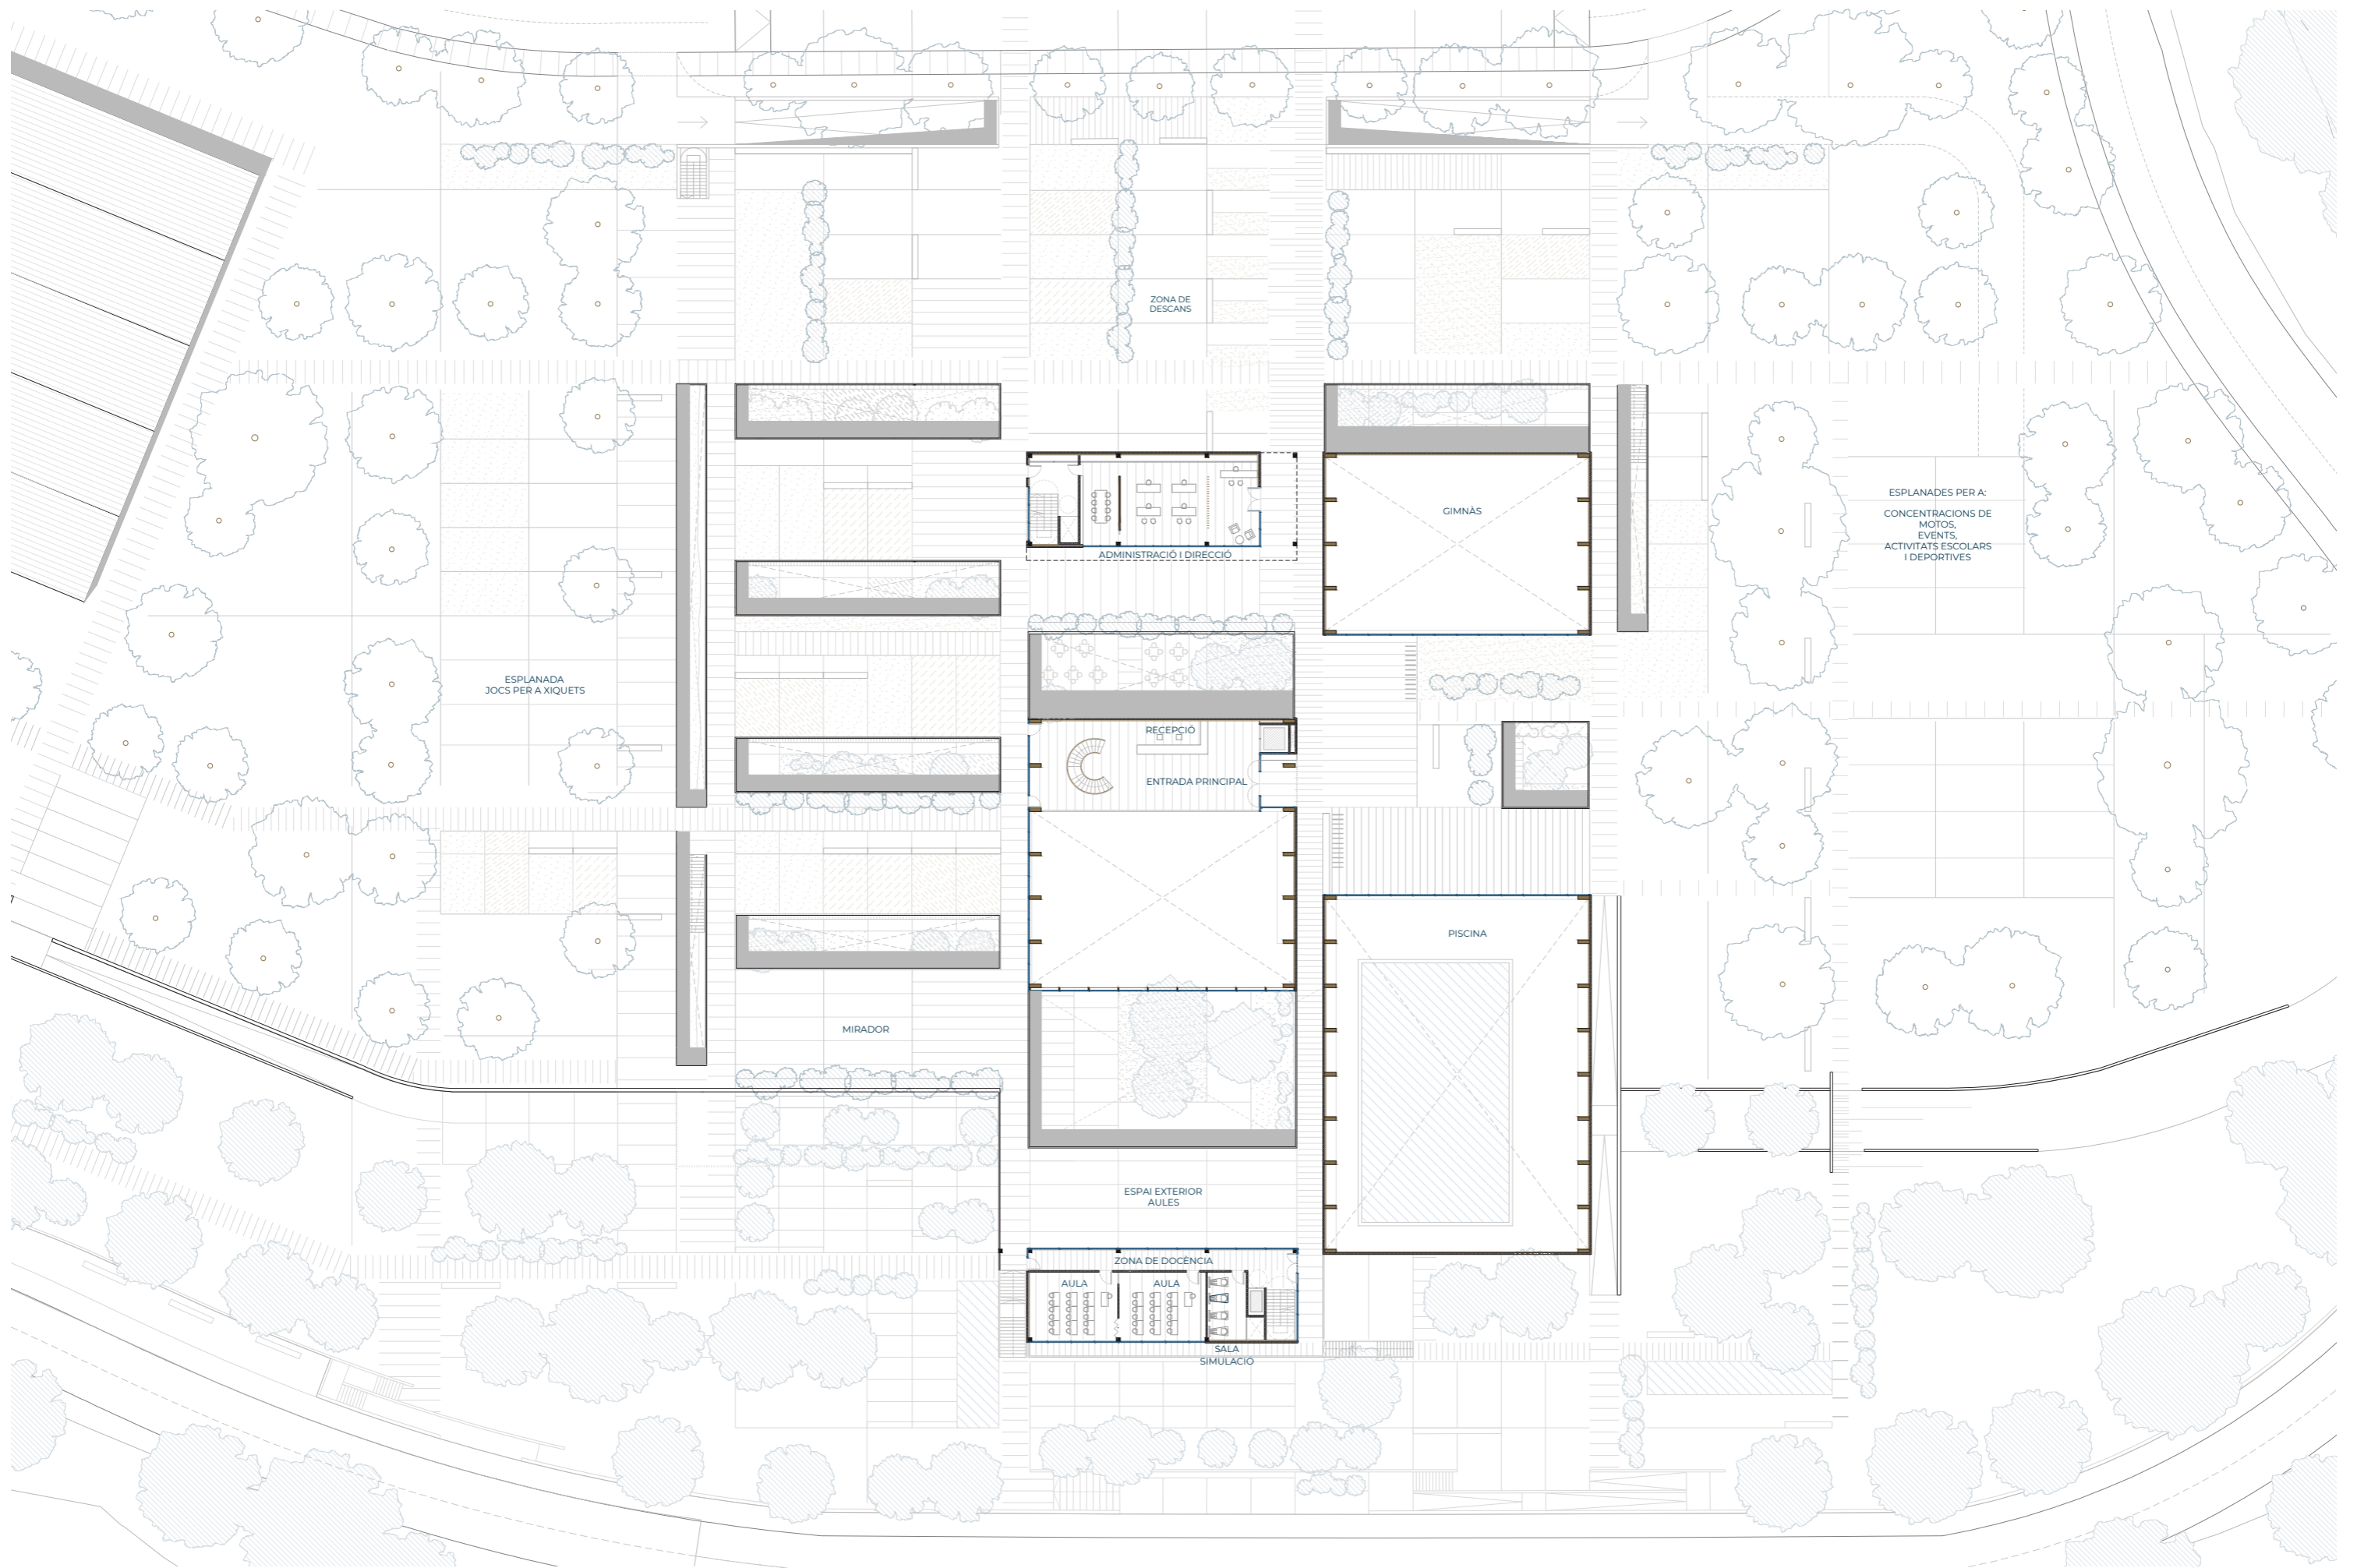 ZONA DE
DESCANS
GIMNÀS
ESPLANADES PER A:
CONCENTRACIONS DE
MOTOS,
EVENTS,
ACTIVITATS ESCOLARS
I DEPORTIVES
ADMINISTRACIÓ I DIRECCIÓ
ESPLANADA
JOCS PER A XIQUETS
RECEPCIÓ
ENTRADA PRINCIPAL
PISCINA
MIRADOR
ESPAI EXTERIOR
AULES
ZONA DE DOCÈNCIA
AULA
AULA
SALA
SIMULACIÓ